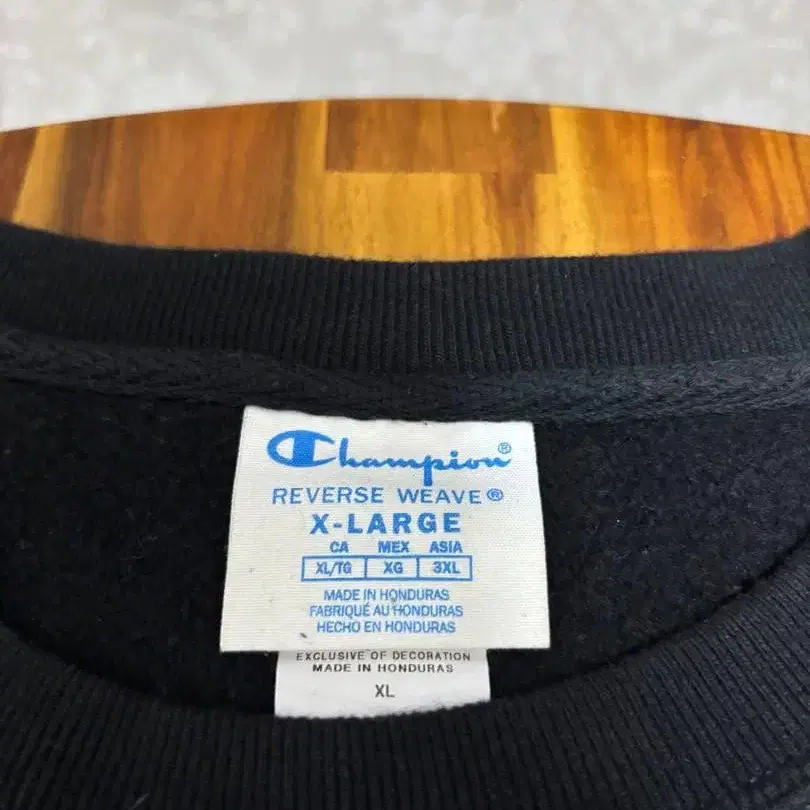 Champion®
REVERSE WEAVE®
X-LARGE
CA MEX ASIA
XL/TG XG 3XL
MADE IN HONDURAS
FABRIQUÉ AU HONDURAS
HECHO EN HONDURAS
EXCLUSIVE OF DECORATION
MADE IN HONDURAS
XL